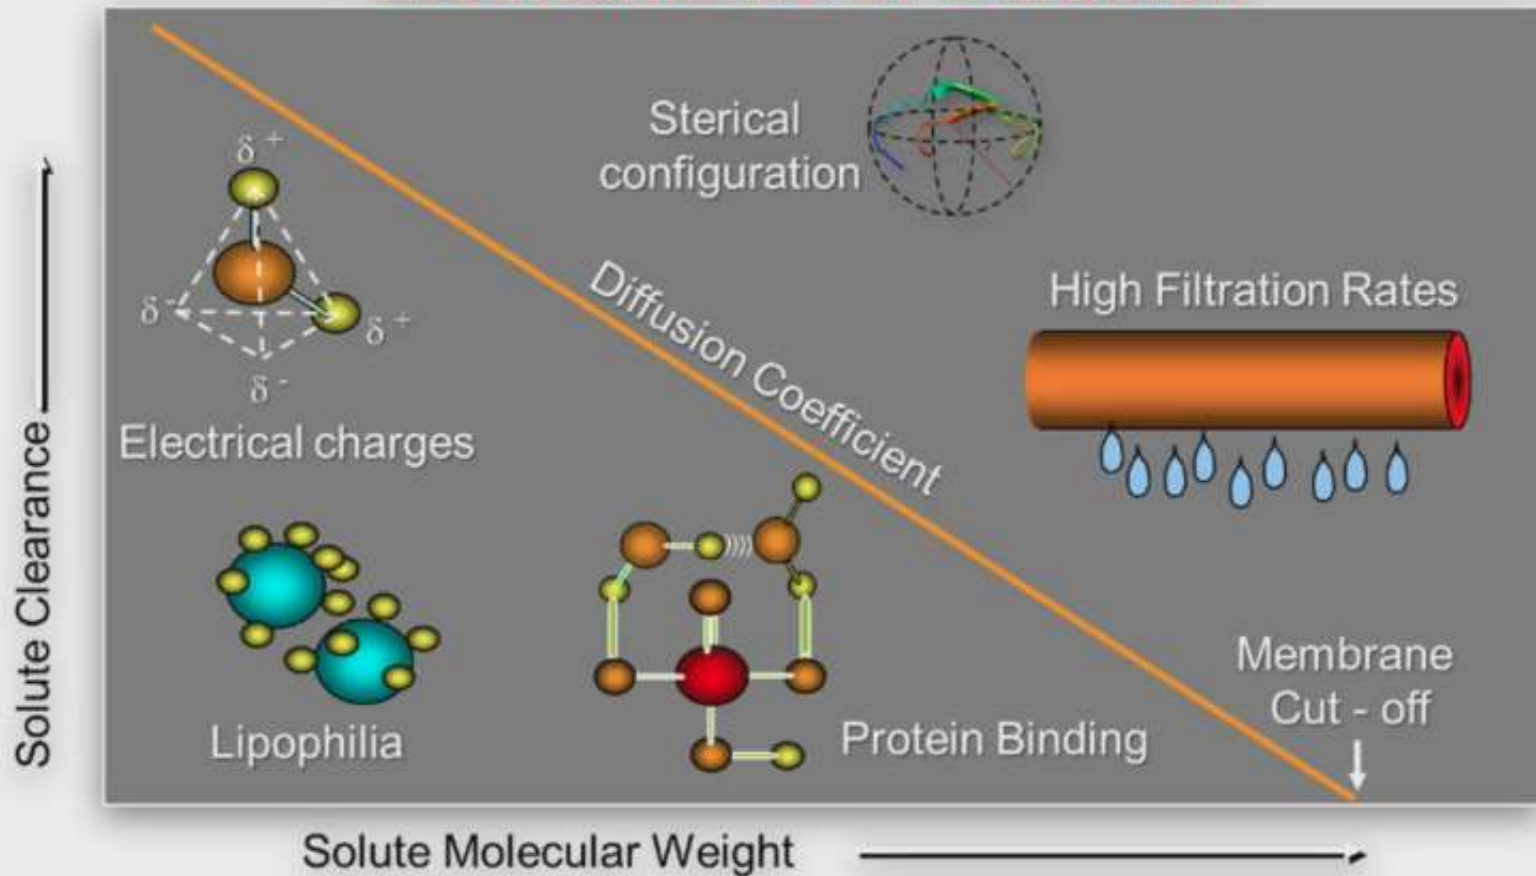 Sterical
configuration
δ +
δ -
δ +
δ -
Electrical charges
Diffusion Coefficient
High Filtration Rates
Lipophilia
Protein Binding
Membrane
Cut - off
Solute Clearance
Solute Molecular Weight